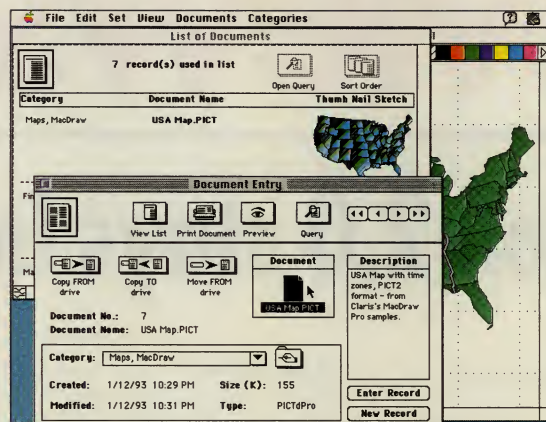 File Edit Set View Documents Categories
List of Documents
7 record(s) used in list
Open Query
Sort Order
Category Document Name Thumb Nail Sketch
Maps, MacDraw USA Map.PICT
Fin
Document Entry
View List Print Document Preview Query
Copy FROM drive
Copy TO drive
Move FROM drive
Document
USA Map.PICT
Description
USA Map with time
zones, PICT2
format - from
Claris's MacDraw
Pro samples.
Ma
Document No.: 7
Document Name: USA Map.PICT
Category: Maps, MacDraw
Created: 1/12/93 10:29 PM Size (K): 155
Modified: 1/12/93 10:31 PM Type: PICTdPro
Enter Record
New Record